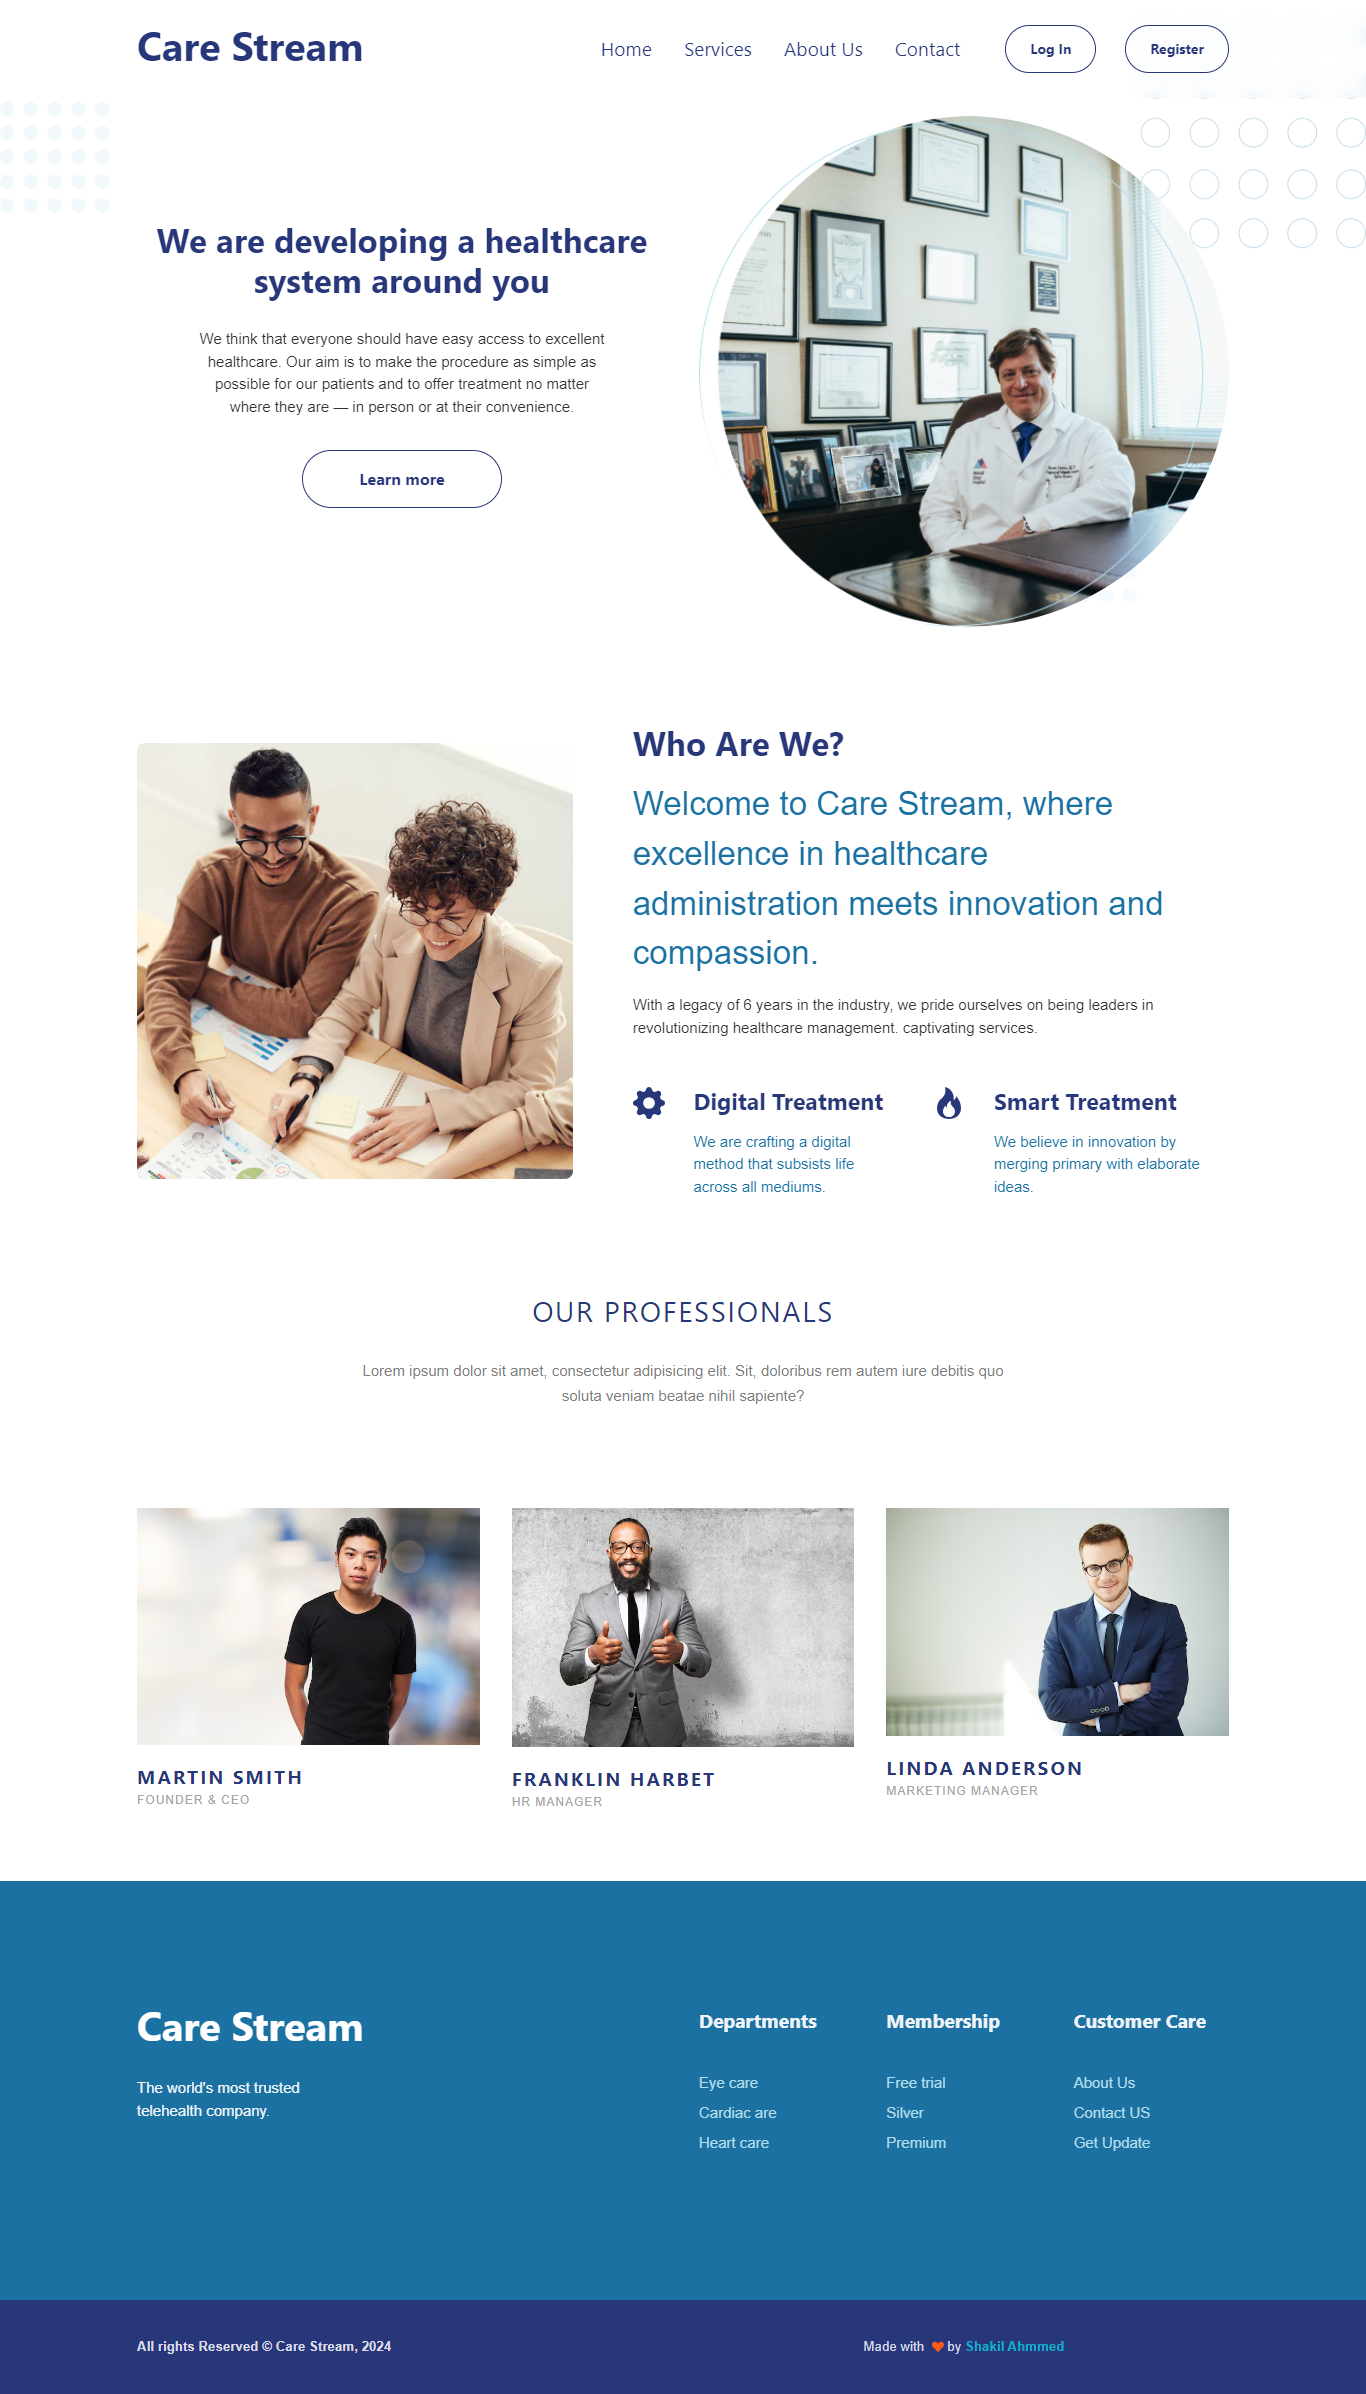 Care Stream
Home Services About Us Contact Log In Register
We are developing a healthcare
system around you
We think that everyone should have easy access to excellent
healthcare. Our aim is to make the procedure as simple as
possible for our patients and to offer treatment no matter
where they are — in person or at their convenience.
Learn more
Who Are We?
Welcome to Care Stream, where
excellence in healthcare
administration meets innovation and
compassion.
With a legacy of 6 years in the industry, we pride ourselves on being leaders in
revolutionizing healthcare management. captivating services.
Digital Treatment
We are crafting a digital
method that subsists life
across all mediums.
Smart Treatment
We believe in innovation by
merging primary with elaborate
ideas.
OUR PROFESSIONALS
Lorem ipsum dolor sit amet, consectetur adipisicing elit. Sit, doloribus rem autem iure debitis quo
soluta veniam beatae nihil sapiente?
MARTIN SMITH
FOUNDER & CEO
FRANKLIN HARBET
HR MANAGER
LINDA ANDERSON
MARKETING MANAGER
Care Stream
The world's most trusted
telehealth company.
Departments
Eye care
Cardiac are
Heart care
Membership
Free trial
Silver
Premium
Customer Care
About Us
Contact US
Get Update
All rights Reserved © Care Stream, 2024
Made with ❤ by Shakil Ahmmed